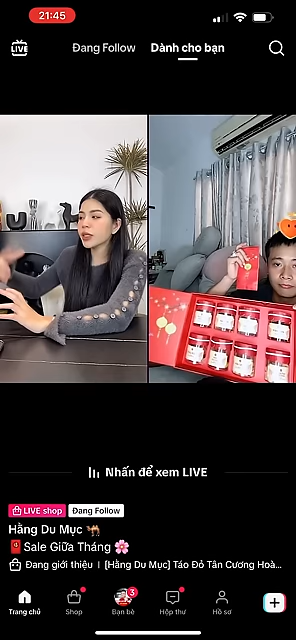 21:45
LIVE
Đang Follow
Dành cho bạn
Nhấn để xem LIVE
LIVE shop
Đang Follow
Hằng Du Mục 🐫
🧧Sale Giữa Tháng 🌸
Đang giới thiệu | [Hằng Du Mục] Táo Đỏ Tân Cương Hoà...
3
Trang chủ
Shop
Bạn bè
Hộp thư
Hồ sơ